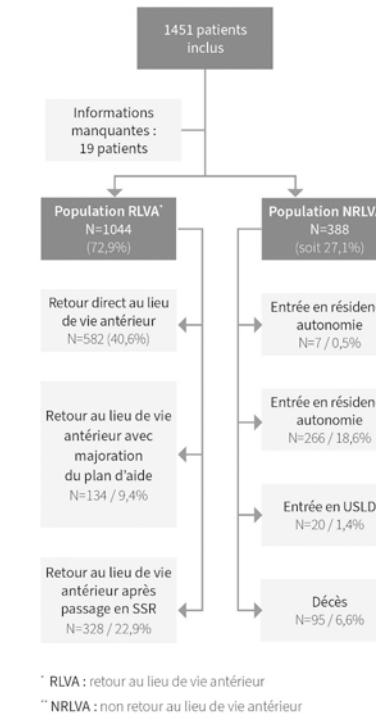 1451 patients
inclus
Informations
manquantes :
19 patients
Population RLVA*
N=1044
(72,9%)
Retour direct au lieu
de vie antérieur
N=582 (40,6%)
Retour au lieu de vie
antérieur avec
majoration
du plan d'aide
N=134 / 9,4%
Retour au lieu de vie
antérieur après
passage en SSR
N=328 / 22,9%
Population
N=388
(soit 27,1%)
Entrée en
autonomie
N=7 / 0,5%
Entrée en
autonomie
N=266 / 18,6%
Entrée en USLD
N=20 / 1,4%
Décès
N=95 / 6,6%
* RLVA : retour au lieu de vie antérieur
** NRLVA : non retour au lieu de vie antérieur